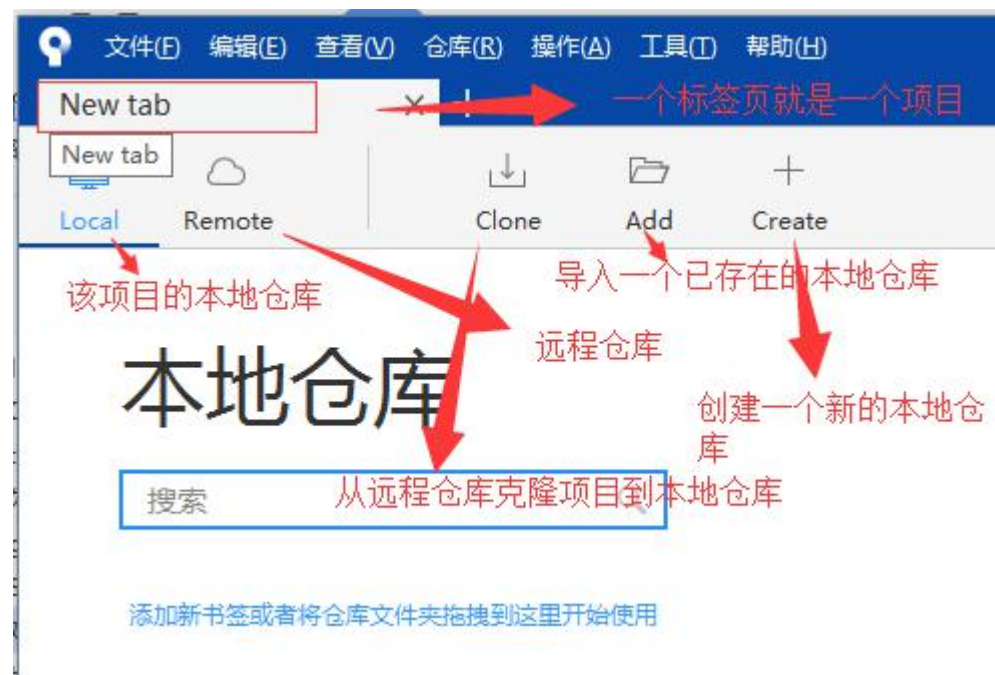 文件(F) 编辑(E) 查看(V) 仓库(R) 操作(A) 工具(T) 帮助(H)
New tab
一个标签页就是一个项目
New tab
Local Remote Clone Add Create
导入一个已存在的本地仓库
该项目的本地仓库
远程仓库
本地仓库
创建一个新的本地仓
库
搜索
从远程仓库克隆项目到本地仓库
添加新书签或者将仓库文件夹拖拽到这里开始使用